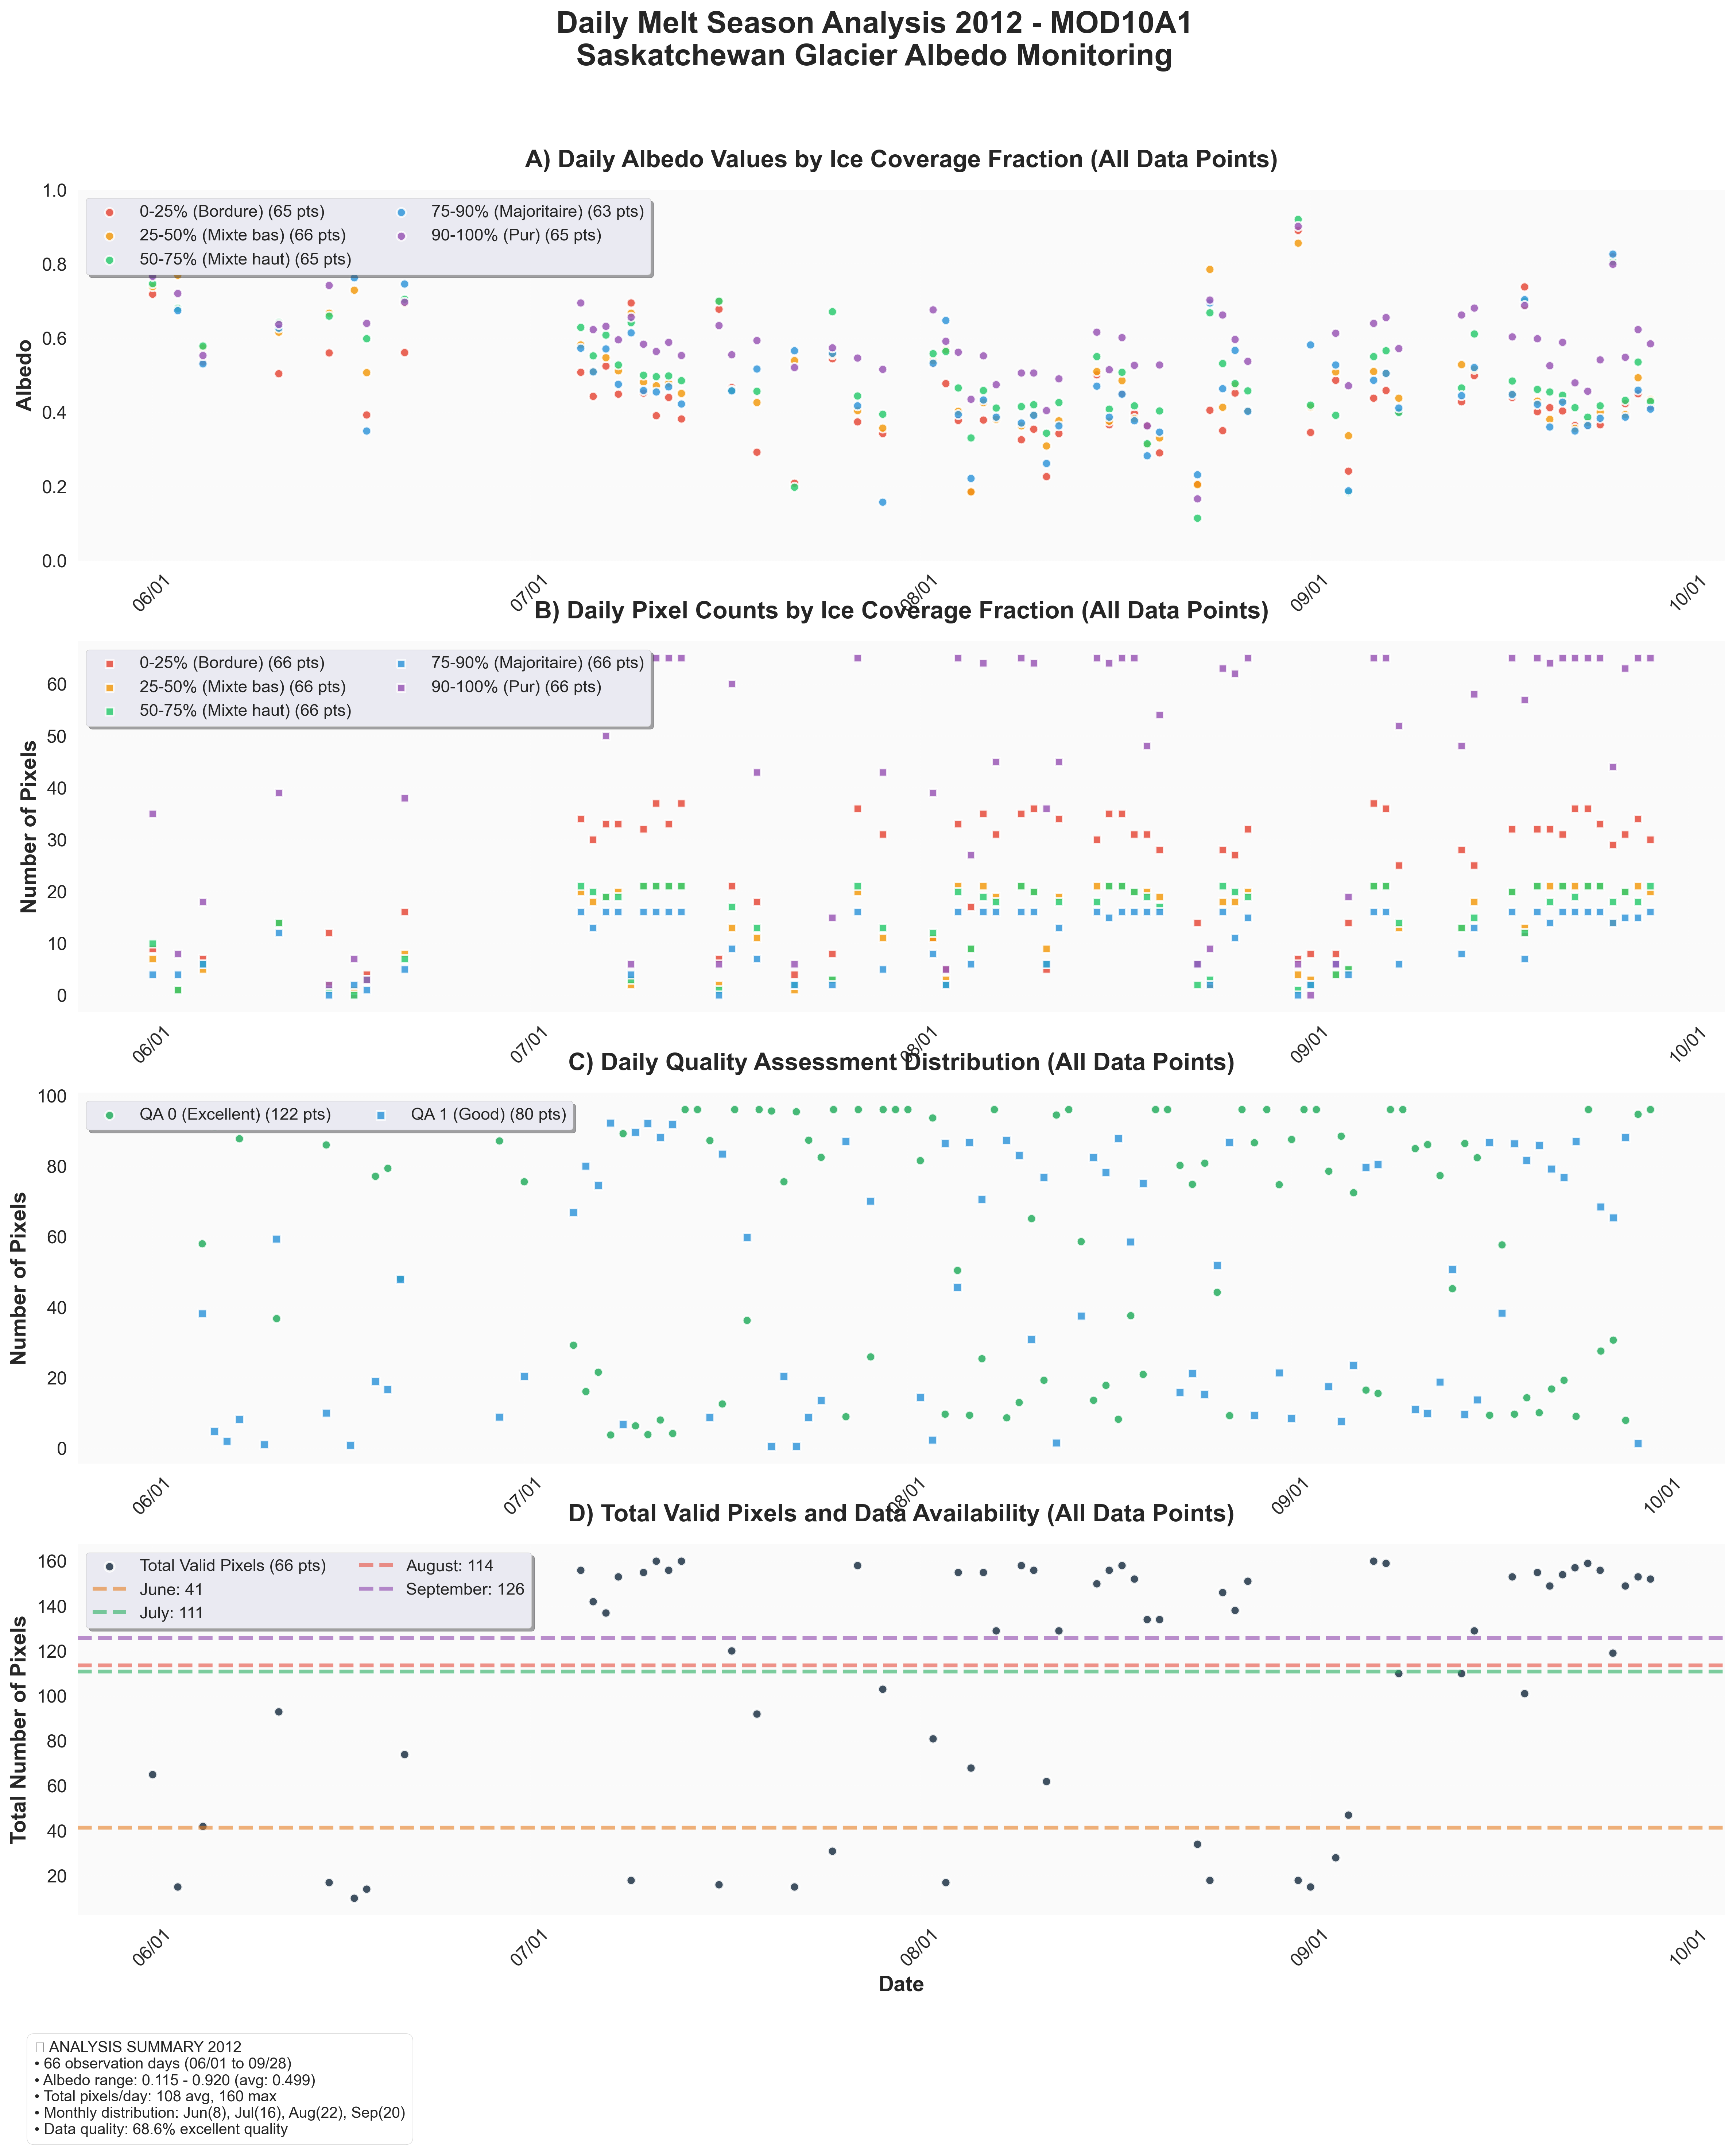 Daily Melt Season Analysis 2012 - MOD10A1
Saskatchewan Glacier Albedo Monitoring
A) Daily Albedo Values by Ice Coverage Fraction (All Data Points)
0-25% (Bordure) (65 pts)
25-50% (Mixte bas) (66 pts)
50-75% (Mixte haut) (65 pts)
75-90% (Majoritaire) (63 pts)
90-100% (Pur) (65 pts)
Albedo
1.0
0.8
0.6
0.4
0.2
0.0
06/01
07/01
08/01
09/01
10/01
B) Daily Pixel Counts by Ice Coverage Fraction (All Data Points)
0-25% (Bordure) (66 pts)
25-50% (Mixte bas) (66 pts)
50-75% (Mixte haut) (66 pts)
75-90% (Majoritaire) (66 pts)
90-100% (Pur) (66 pts)
Number of Pixels
60
50
40
30
20
10
0
06/01
07/01
08/01
09/01
10/01
C) Daily Quality Assessment Distribution (All Data Points)
QA 0 (Excellent) (122 pts)
QA 1 (Good) (80 pts)
Number of Pixels
100
80
60
40
20
0
06/01
07/01
08/01
09/01
10/01
D) Total Valid Pixels and Data Availability (All Data Points)
Total Valid Pixels (66 pts)
June: 41
July: 111
August: 114
September: 126
Total Number of Pixels
160
140
120
100
80
60
40
20
06/01
07/01
08/01
09/01
10/01
Date
ANALYSIS SUMMARY 2012
• 66 observation days (06/01 to 09/28)
• Albedo range: 0.115 - 0.920 (avg: 0.499)
• Total pixels/day: 108 avg, 160 max
• Monthly distribution: Jun(8), Jul(16), Aug(22), Sep(20)
• Data quality: 68.6% excellent quality